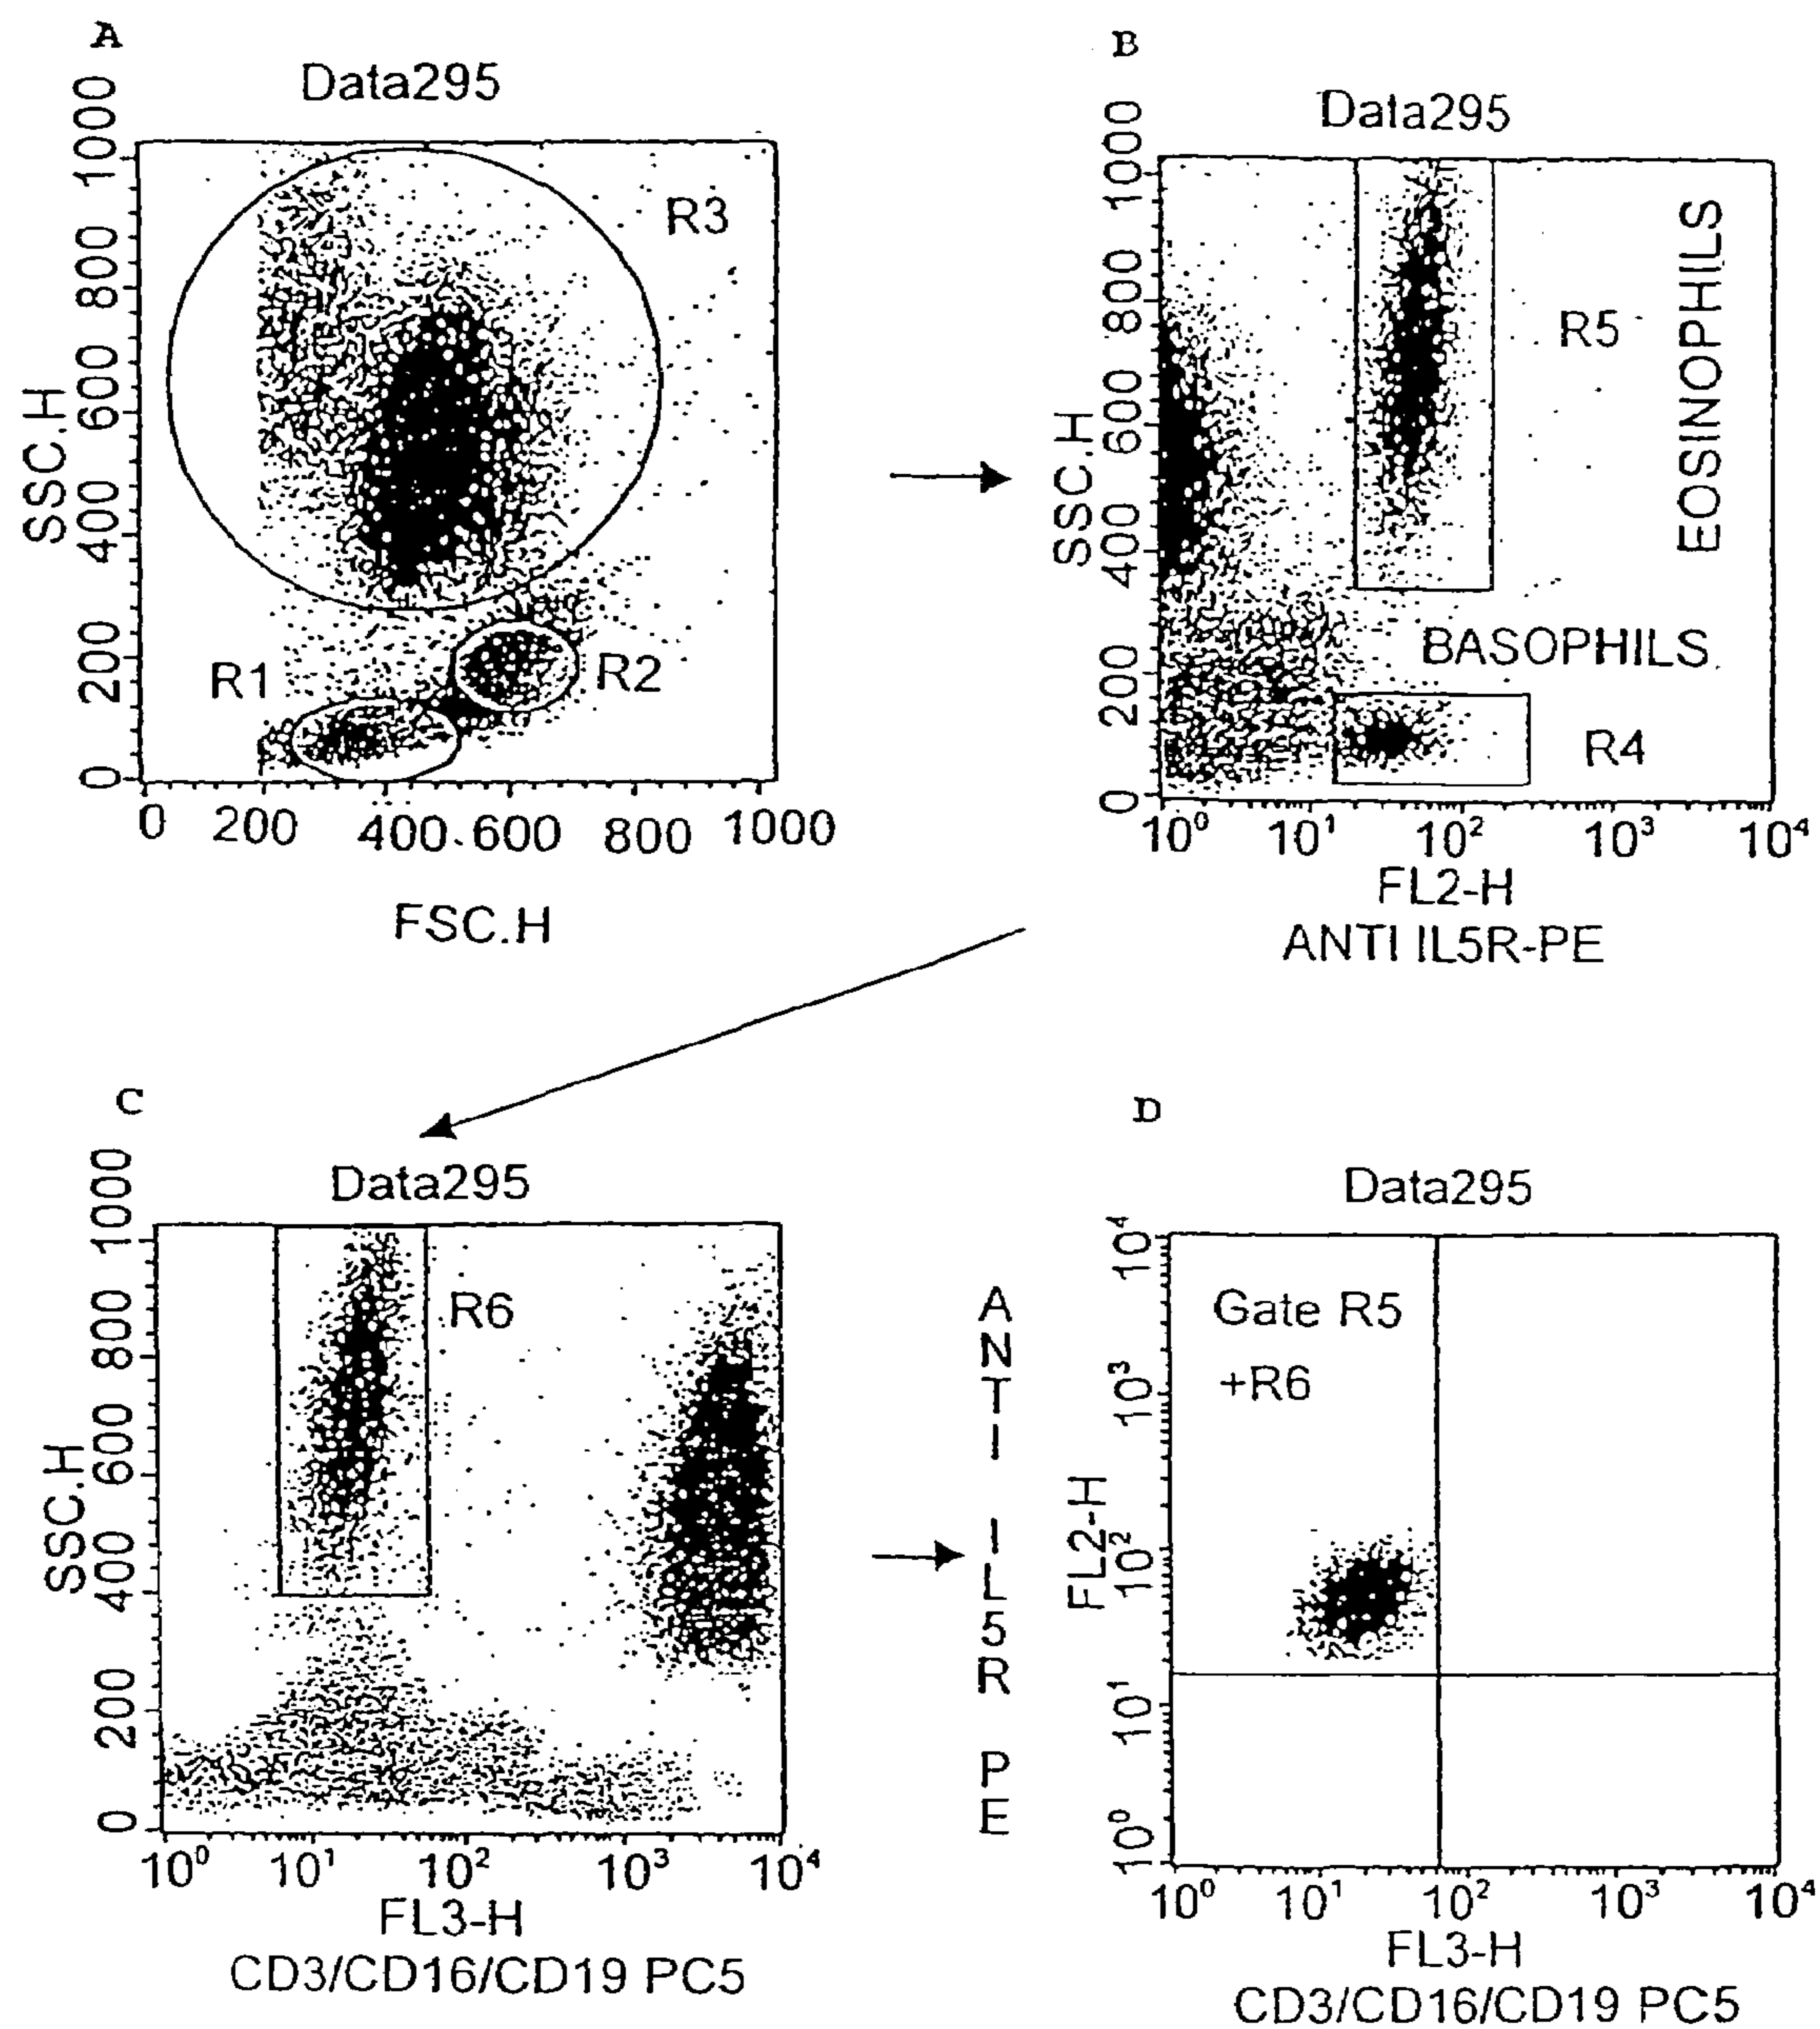 A
Data295
1000
800
600
400
200
0
SSC.H
R3
R1
R2
0 200 400 600 800 1000
FSC.H
B
Data295
1000
800
600
400
200
0
SSC.H
R5
EOSINOPHILS
BASOPHILS
R4
10⁰ 10¹ 10² 10³ 10⁴
FL2-H
ANTI IL5R-PE
C
Data295
1000
800
600
400
200
0
SSC.H
R6
10⁰ 10¹ 10² 10³ 10⁴
FL3-H
CD3/CD16/CD19 PC5
D
Data295
ANTI IL5R PE
FL2-H
10⁴
10³
10²
10¹
10⁰
Gate R5
+R6
10⁰ 10¹ 10² 10³ 10⁴
FL3-H
CD3/CD16/CD19 PC5